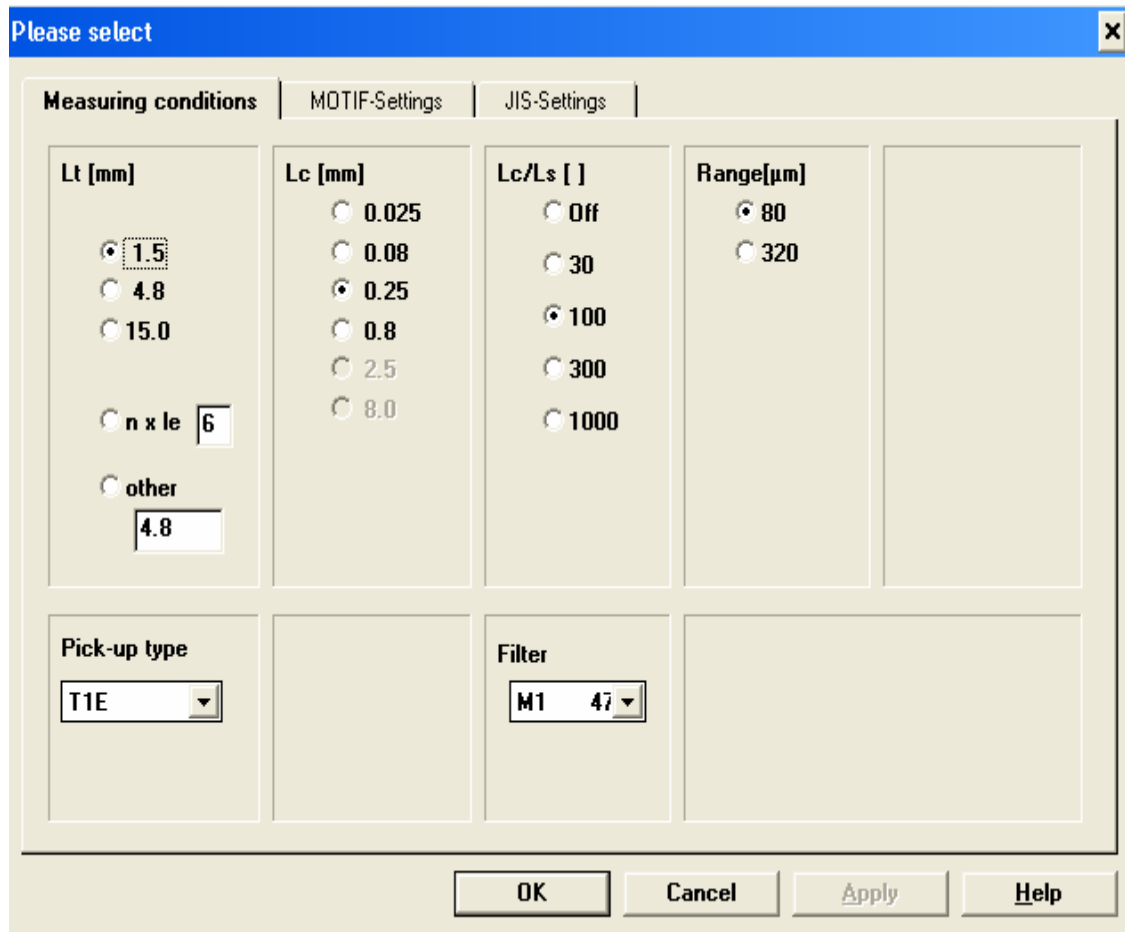 Please select
Measuring conditions
MOTIF-Settings
JIS-Settings
Lt [mm]
1.5
4.8
15.0
n x le 6
other
4.8
Lc [mm]
0.025
0.08
0.25
0.8
2.5
8.0
Lc/Ls [ ]
Off
30
100
300
1000
Range[µm]
80
320
Pick-up type
T1E
Filter
M1 47
OK
Cancel
Apply
Help